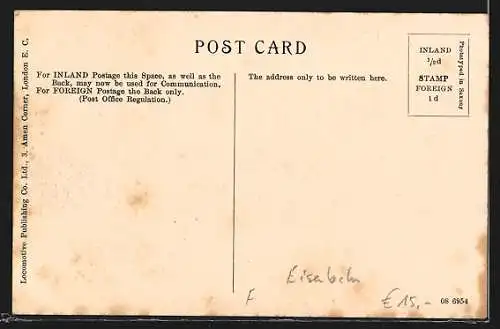 POST CARD
Locomotive Publishing Co. Ltd., 3, Amen Corner, London E. C.
For INLAND Postage this Space, as well as the
Back, may now be used for Communication.
For FOREIGN Postage the Back only.
(Post Office Regulation.)
The address only to be written here.
INLAND
1/2d
STAMP
FOREIGN
1d
Printed in Saxony
Eisenbahn
F
€ 15,-
08 6954